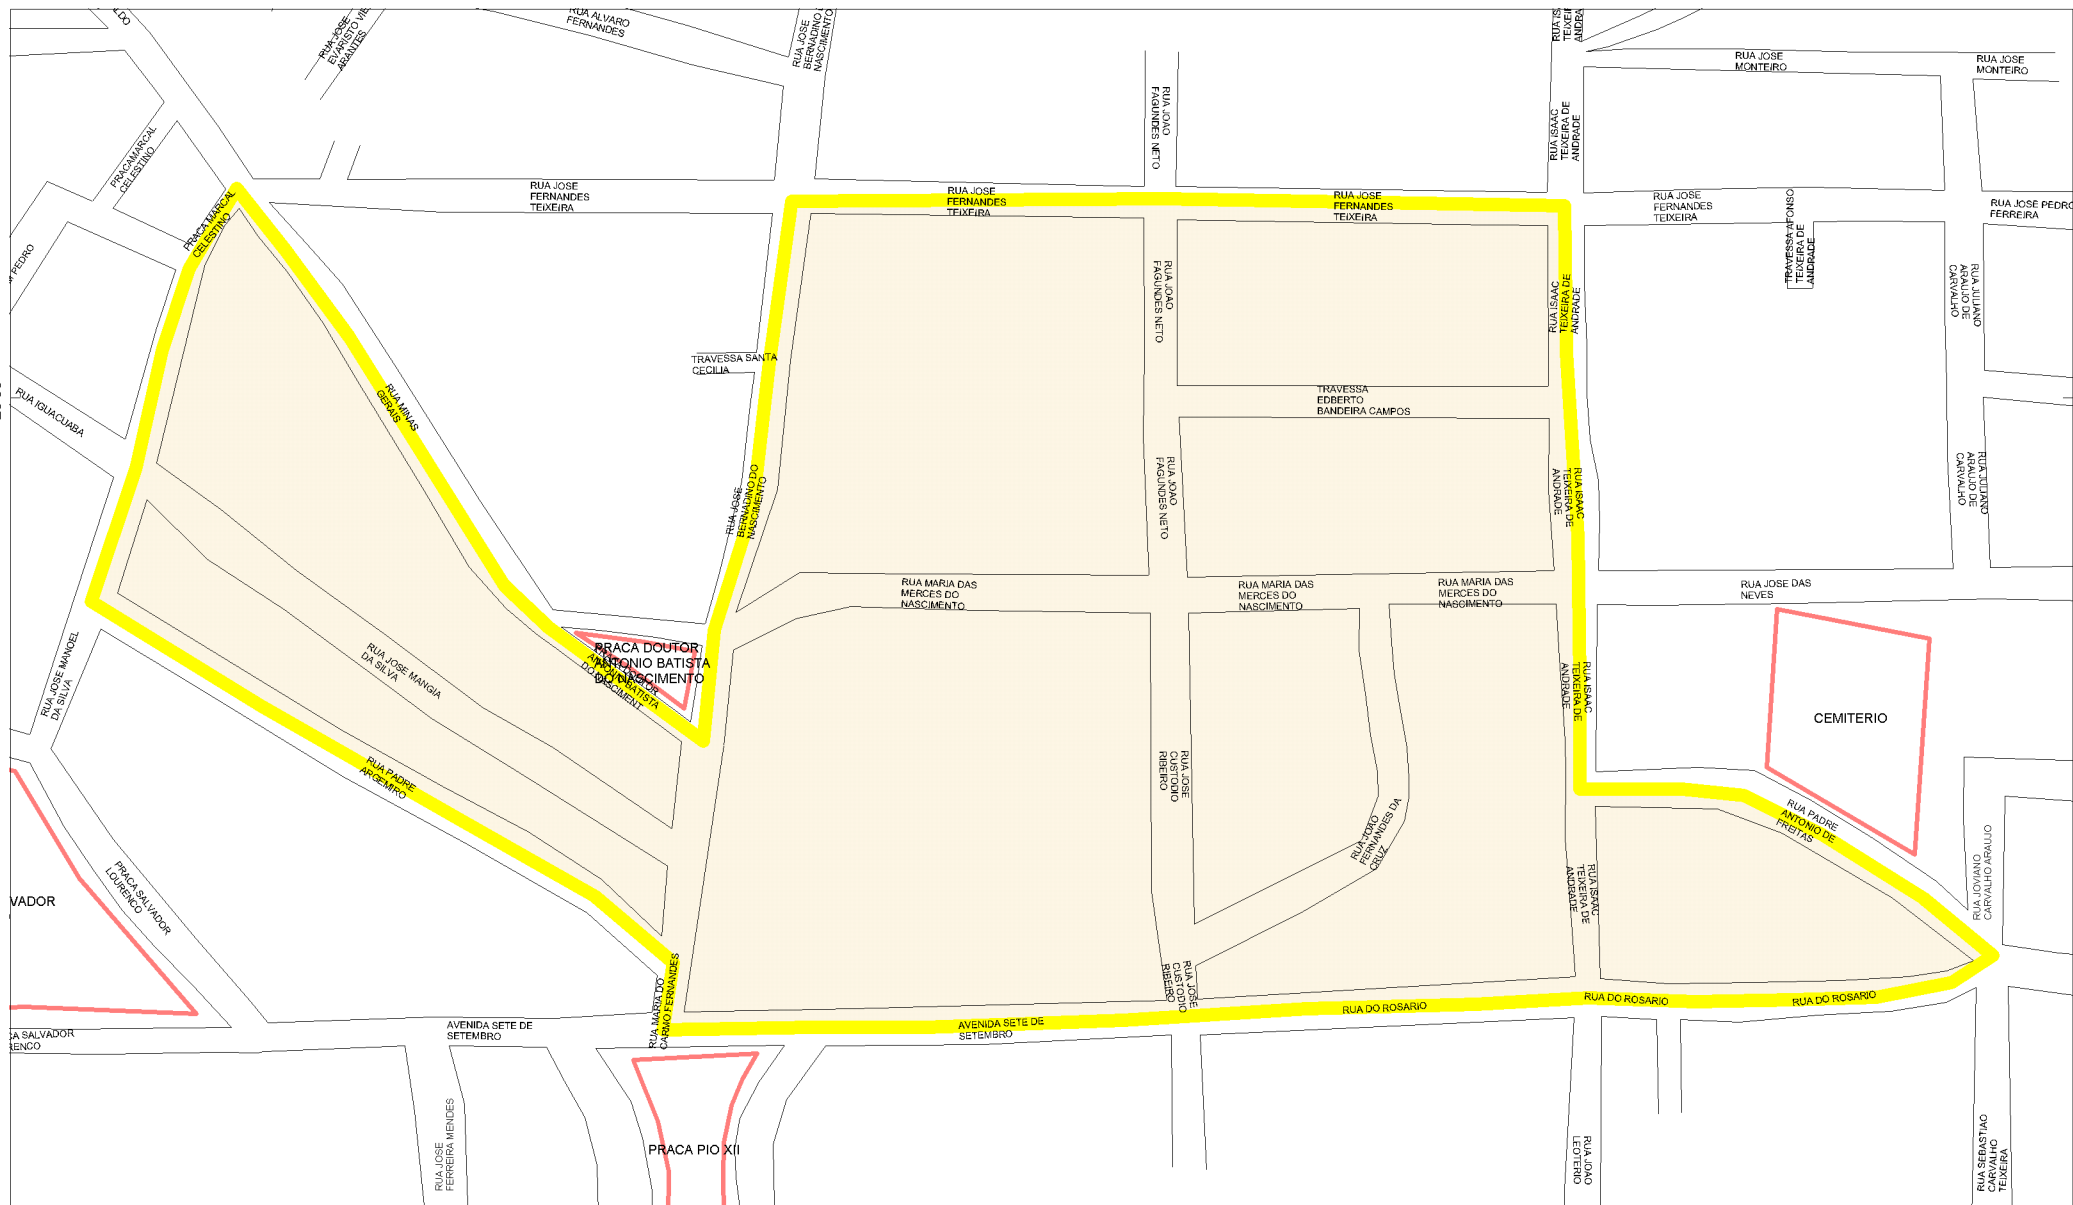 RUA JOSE
EVARISTO
ARANTES
RUA ALVARO
FERNANDES
RUA JOSE
BERNADINO
NASCIMENTO
RUA JOSE
MONTEIRO
RUA JOSE
MONTEIRO
RUA JOAO
FAGUNDES NETO
RUA ISAAC
TEIXEIRA DE
ANDRADE
PRACAMARCAL
CELESTINO
PRACA MARCAL
CELESTINO
RUA JOSE
FERNANDES
TEIXEIRA
RUA JOSE
FERNANDES
TEIXEIRA
RUA JOSE
FERNANDES
TEIXEIRA
RUA JOSE
FERNANDES
TEIXEIRA
RUA JOSE PEDRO
FERREIRA
TRAVESSA AFONSO
TEIXEIRA DE
ANDRADE
PEDRO
RUA JOAO
FAGUNDES NETO
RUA ISAAC
TEIXEIRA DE
ANDRADE
RUA JULIANO
ARAUJO DE
CARVALHO
TRAVESSA SANTA
CECILIA
RUA IGUACUABA
RUA MINAS
GERAIS
TRAVESSA
EDBERTO
BANDEIRA CAMPOS
RUA JOSE
BERNADINO DO
NASCIMENTO
RUA JOAO
FAGUNDES NETO
RUA ISAAC
TEIXEIRA DE
ANDRADE
RUA JULIANO
ARAUJO DE
CARVALHO
RUA MARIA DAS
MERCES DO
NASCIMENTO
RUA MARIA DAS
MERCES DO
NASCIMENTO
RUA MARIA DAS
MERCES DO
NASCIMENTO
RUA JOSE DAS
NEVES
RUA JOSE MANOEL
DA SILVA
RUA JOSE MANGIA
DA SILVA
PRACA DOUTOR
ANTONIO BATISTA
DO NASCIMENTO
ANTONIO BATISTA
DO NASCIMENT
RUA ISAAC
TEIXEIRA DE
ANDRADE
CEMITERIO
RUA PADRE
ARGEMIRO
RUA JOSE
CUSTODIO
RIBEIRO
RUA JOAO
FERNANDES DA
CRUZ
RUA PADRE
ANTONIO DE
FREITAS
RUA JOVIANO
CARVALHO ARAUJO
PRACA SALVADOR
LOURENCO
VADOR
RUA ISAAC
TEIXEIRA DE
ANDRADE
RUA MARIA DO
CARMO FERNANDES
RUA JOSE
CUSTODIO
RIBEIRO
CA SALVADOR
RENCO
AVENIDA SETE DE
SETEMBRO
AVENIDA SETE DE
SETEMBRO
RUA DO ROSARIO
RUA DO ROSARIO
RUA DO ROSARIO
RUA JOSE
FERREIRA MENDES
PRACA PIO XII
RUA JOAO
LEOTERIO
RUA SEBASTIAO
CARVALHO
TEIXEIRA